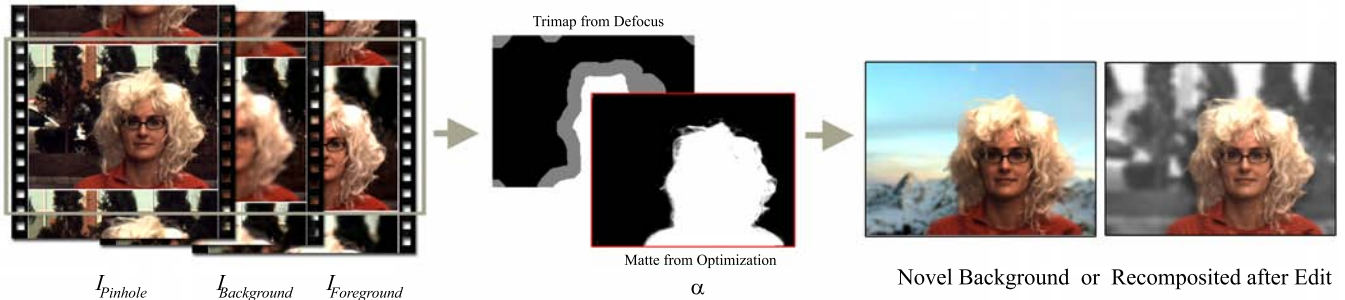 Trimap from Defocus
Matte from Optimization
I_Pinhole
I_Background
I_Foreground
α
Novel Background or Recomposited after Edit